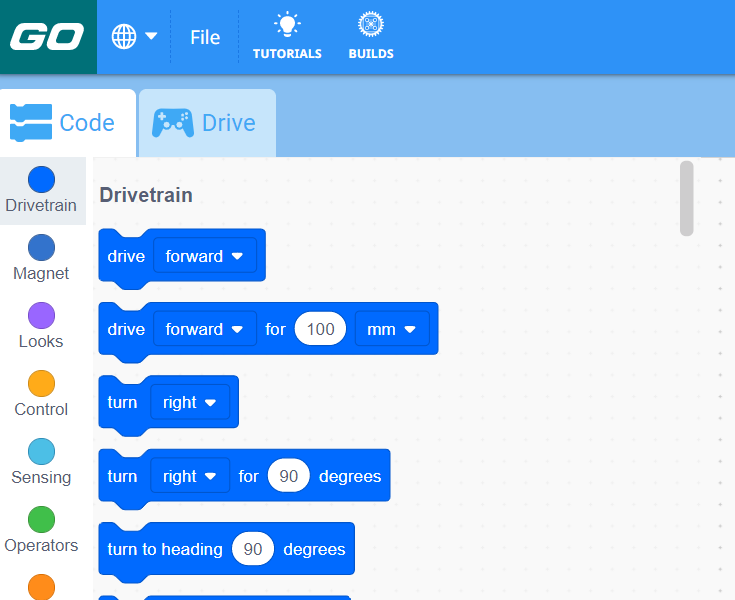 GO
File
TUTORIALS
BUILDS
Code
Drive
Drivetrain
Magnet
Looks
Control
Sensing
Operators
Drivetrain
drive forward
drive forward for 100 mm
turn right
turn right for 90 degrees
turn to heading 90 degrees